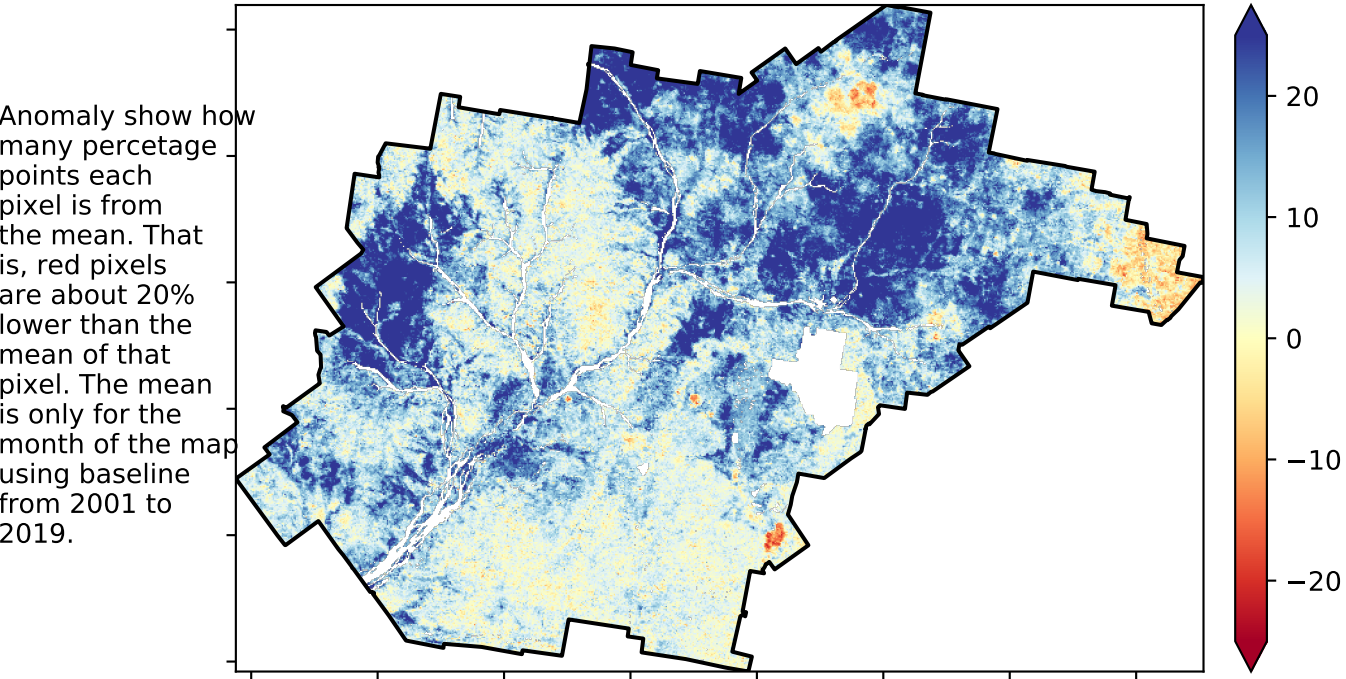 Anomaly show how
many percetage
points each
pixel is from
the mean. That
is, red pixels
are about 20%
lower than the
mean of that
pixel. The mean
is only for the
month of the map
using baseline
from 2001 to
2019.
20
10
0
−10
−20